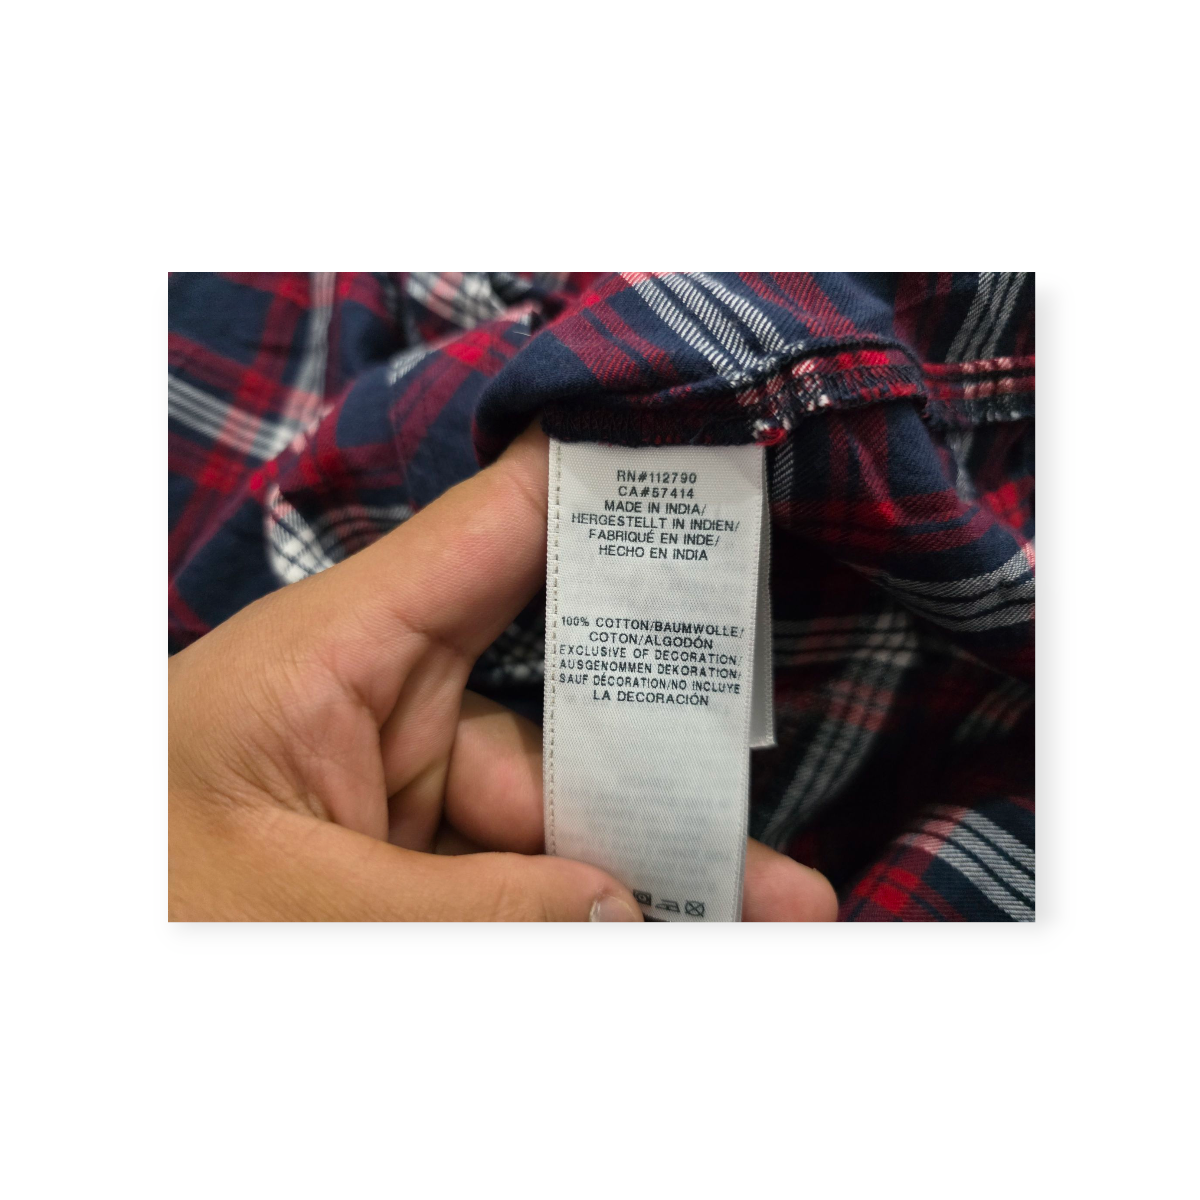 RN#112790
CA#57414
MADE IN INDIA/
HERGESTELLT IN INDIEN/
FABRIQUÉ EN INDE/
HECHO EN INDIA
100% COTTON/BAUMWOLLE/
COTON/ALGODÓN
EXCLUSIVE OF DECORATION/
AUSGENOMMEN DEKORATION/
SAUF DÉCORATION/NO INCLUYE
LA DECORACIÓN